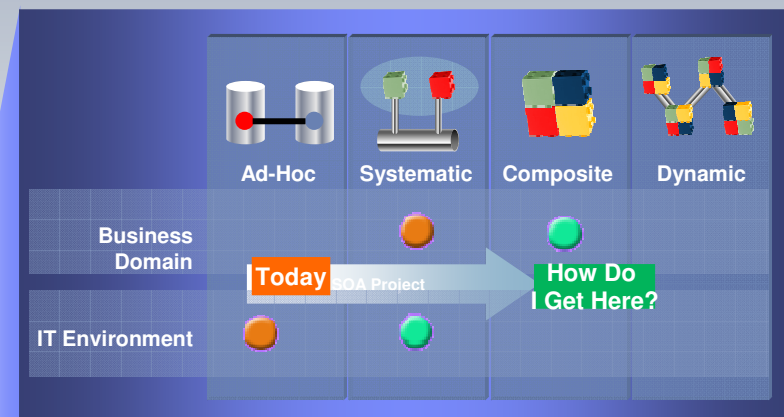 Ad-Hoc
Systematic
Composite
Dynamic
Business
Domain
Today
SOA Project
How Do
I Get Here?
IT Environment